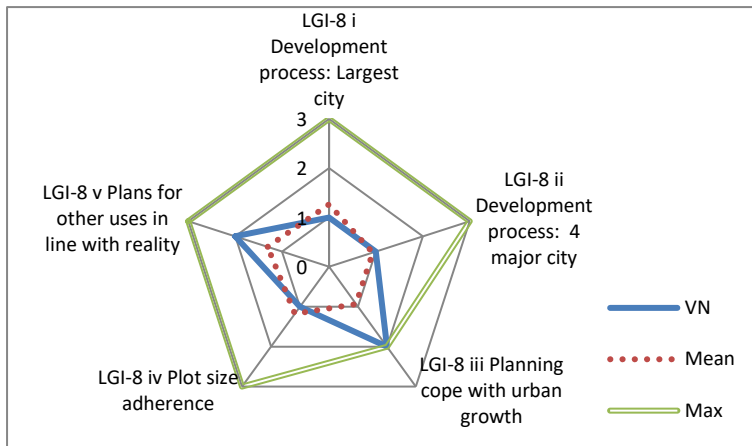 LGI-8 i
Development
process: Largest
city
3
2
1
0
LGI-8 ii
Development
process:  4
major city
LGI-8 iii Planning
cope with urban
growth
LGI-8 iv Plot size
adherence
LGI-8 v Plans for
other uses in
line with reality
VN
Mean
Max